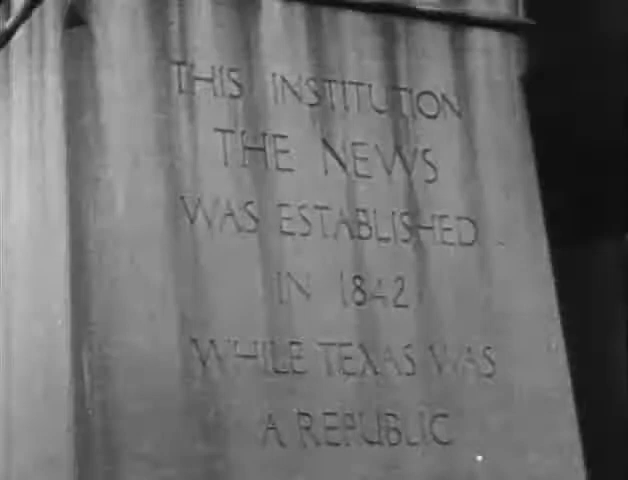 THIS INSTITUTION
THE NEWS
WAS ESTABLISHED
IN 1842
WHILE TEXAS WAS
A REPUBLIC